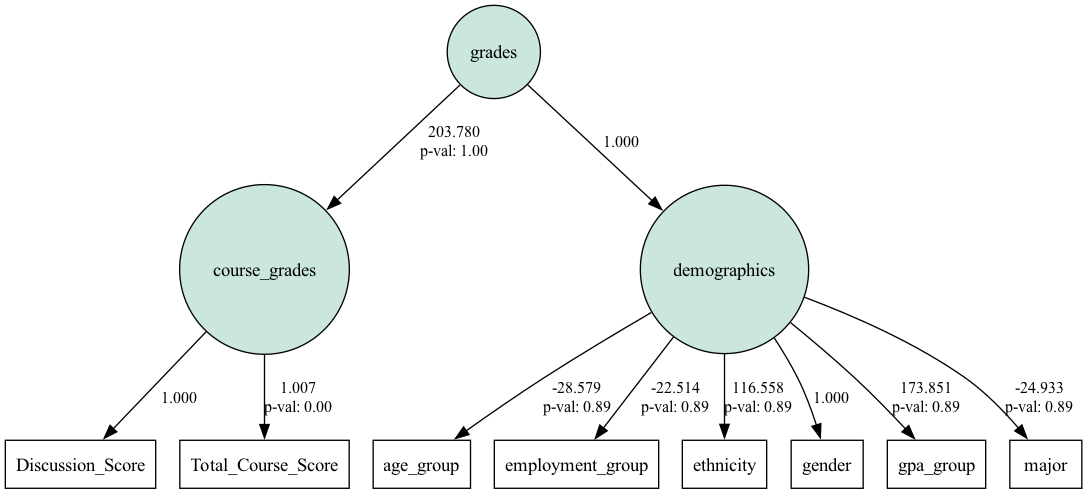 grades
203.780
p-val: 1.00
1.000
course_grades
demographics
1.000
1.007
p-val: 0.00
-28.579
p-val: 0.89
-22.514
p-val: 0.89
116.558
p-val: 0.89
1.000
173.851
p-val: 0.89
-24.933
p-val: 0.89
Discussion_Score
Total_Course_Score
age_group
employment_group
ethnicity
gender
gpa_group
major